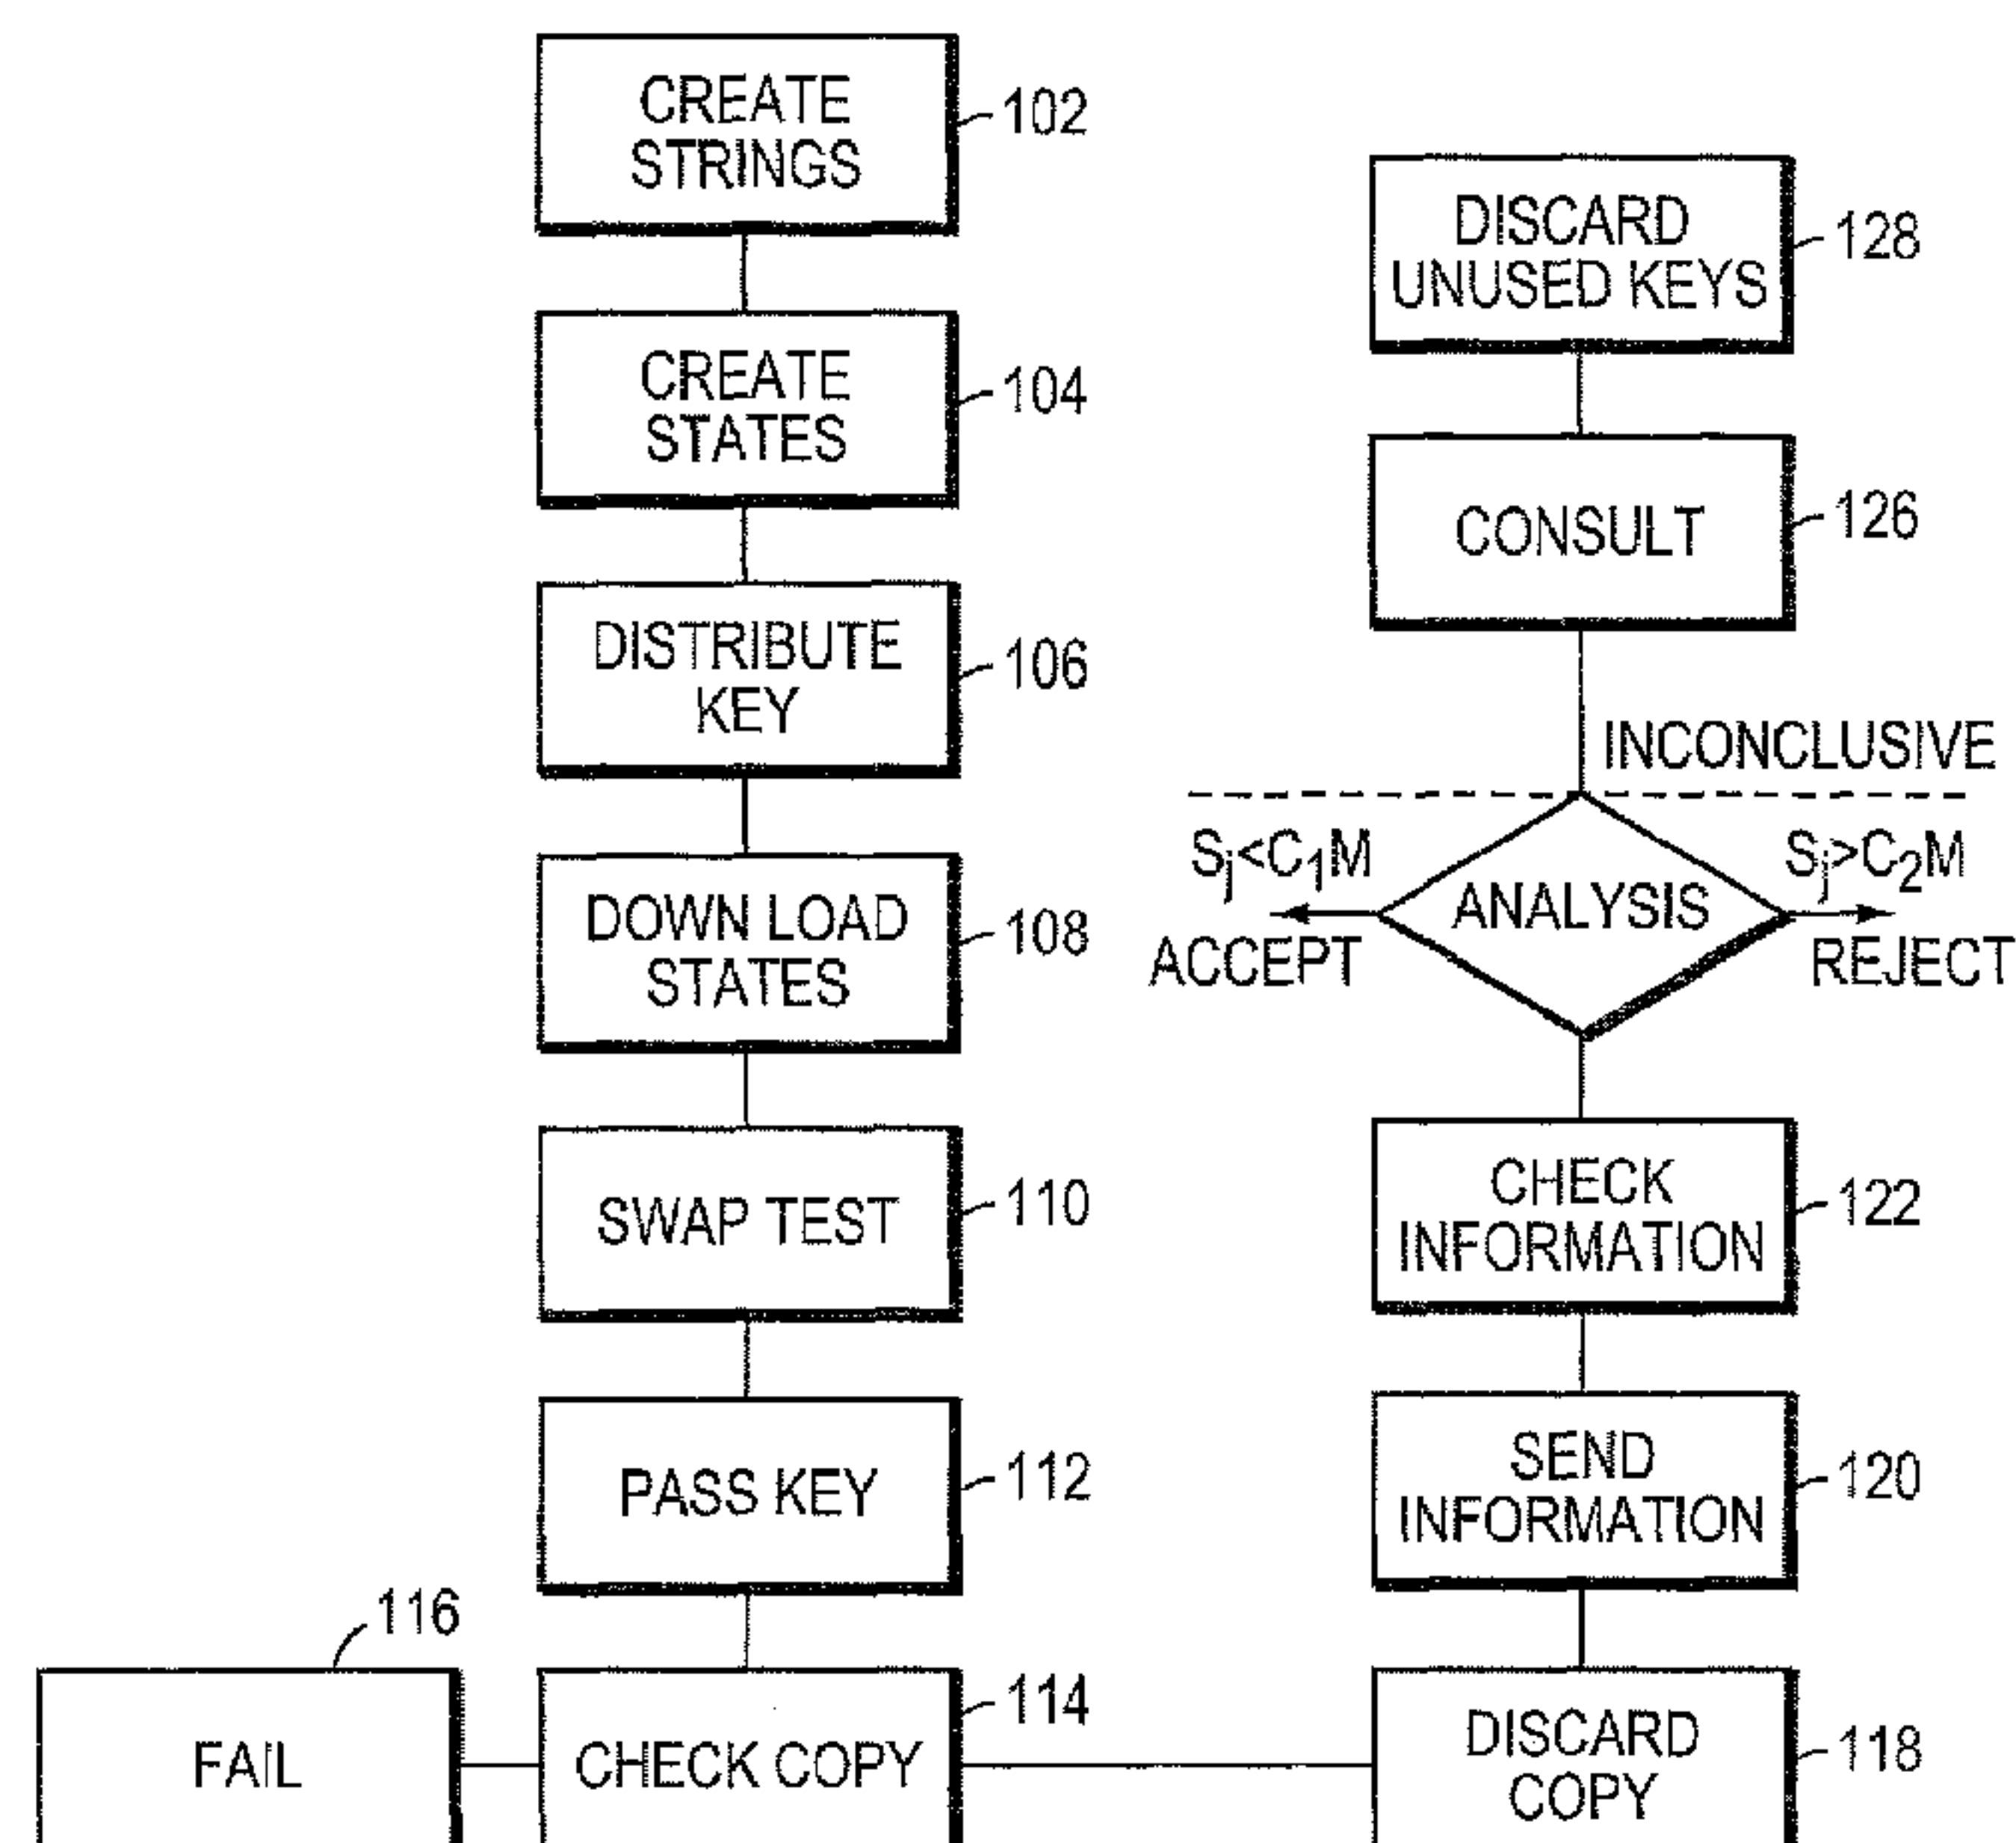 CREATE
STRINGS
102
CREATE
STATES
104
DISTRIBUTE
KEY
106
DOWN LOAD
STATES
108
SWAP TEST
110
PASS KEY
112
116
FAIL
CHECK COPY
114
DISCARD
UNUSED KEYS
128
CONSULT
126
INCONCLUSIVE
Sj<C1M
Sj>C2M
ANALYSIS
ACCEPT
REJECT
CHECK
INFORMATION
122
SEND
INFORMATION
120
DISCARD
COPY
118